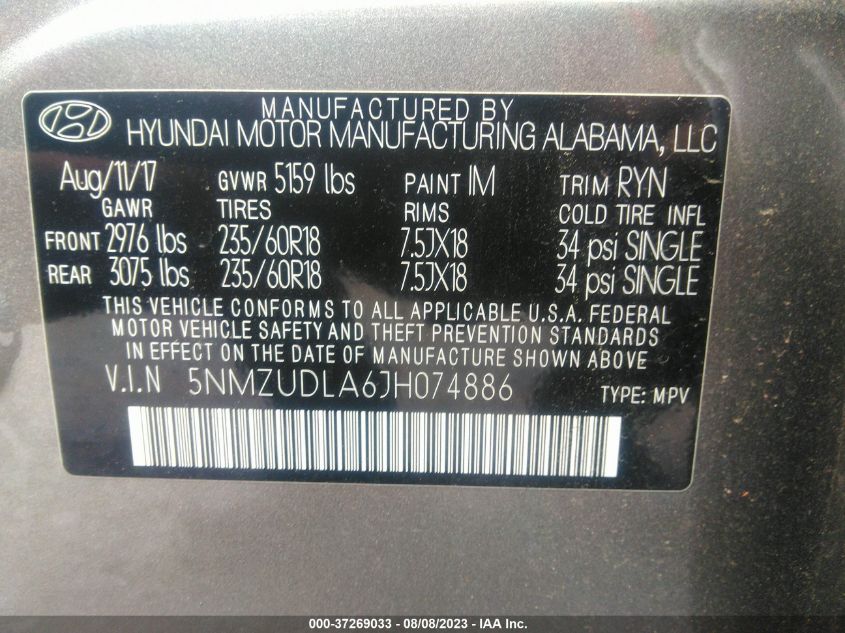 MANUFACTURED BY
HYUNDAI MOTOR MANUFACTURING ALABAMA, LLC
Aug/11/17 GVWR 5159 lbs PAINT IM TRIM RYN
GAWR TIRES RIMS COLD TIRE INFL
FRONT 2976 lbs 235/60R18 7.5JX18 34 psi SINGLE
REAR 3075 lbs 235/60R18 7.5JX18 34 psi SINGLE
THIS VEHICLE CONFORMS TO ALL APPLICABLE U.S.A. FEDERAL
MOTOR VEHICLE SAFETY AND THEFT PREVENTION STANDARDS
IN EFFECT ON THE DATE OF MANUFACTURE SHOWN ABOVE.
V.I.N 5NMZUDLA6JH074886 TYPE: MPV
000-37269033 - 08/08/2023 - IAA Inc.